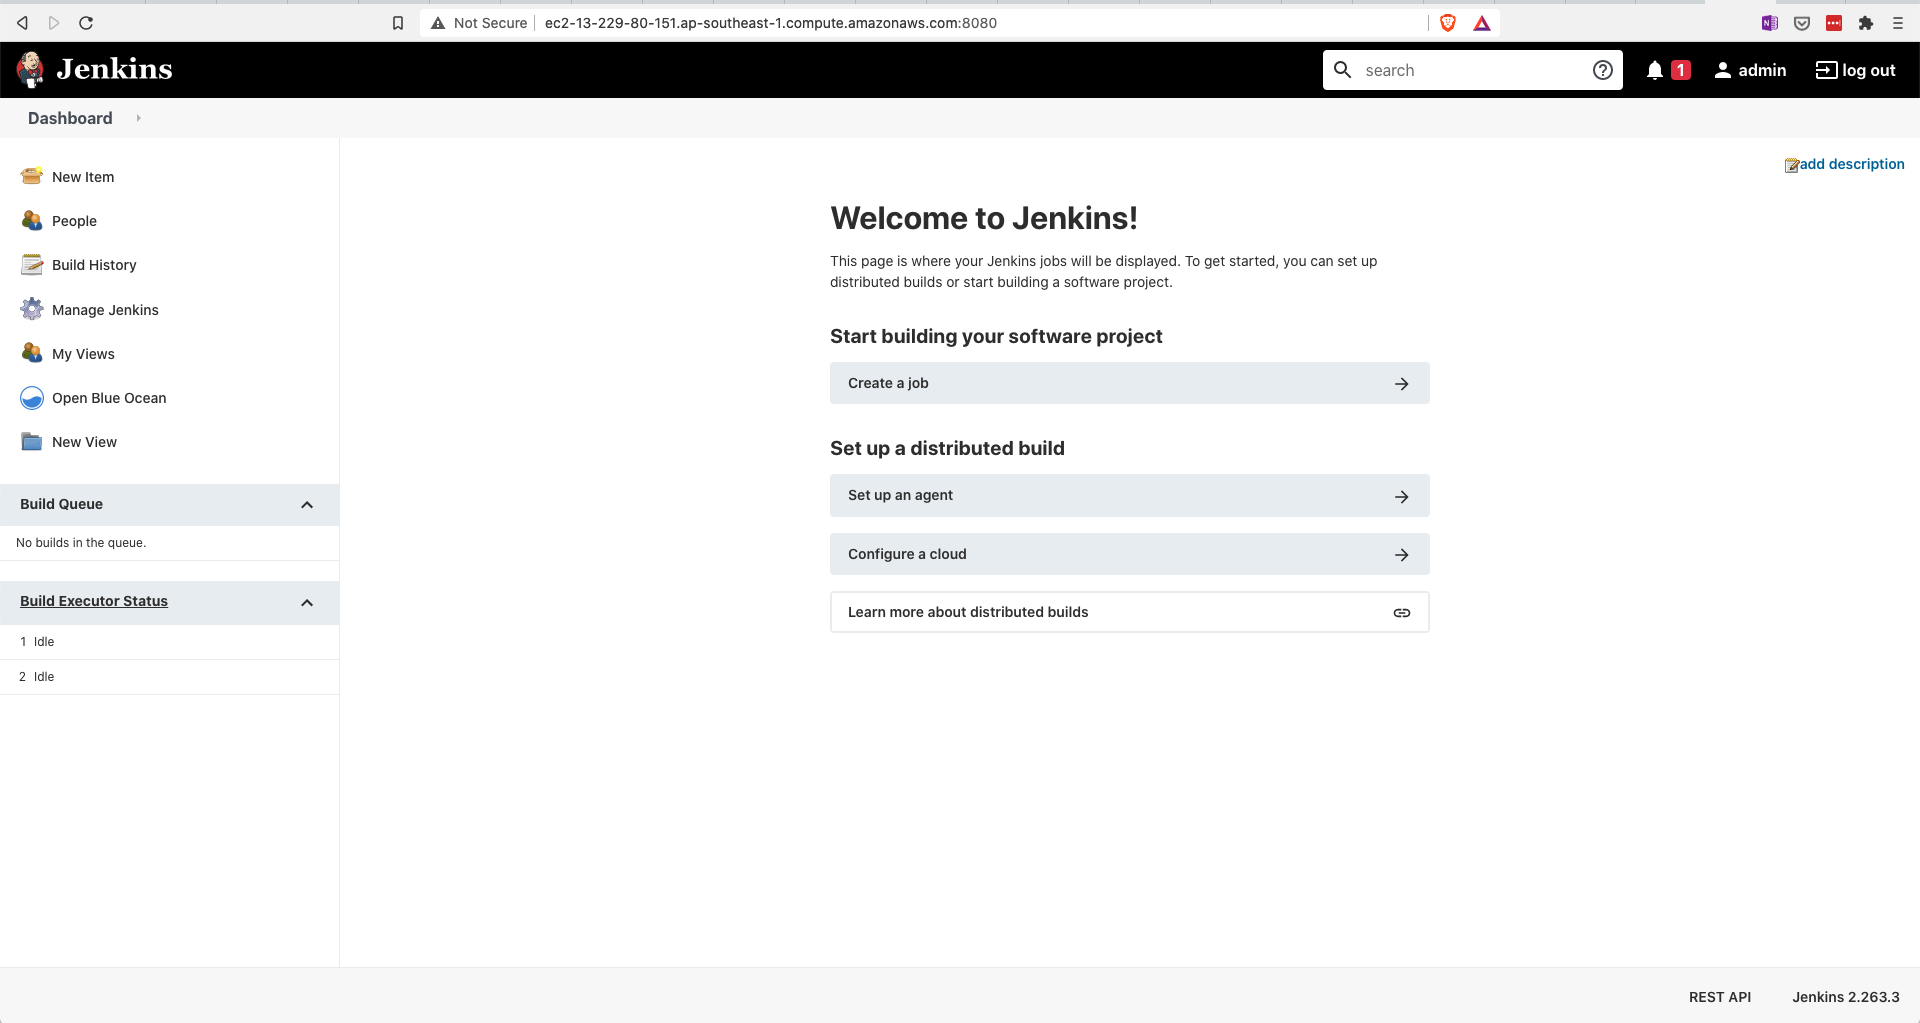 Not Secure ec2-13-229-80-151.ap-southeast-1.compute.amazonaws.com:8080
Jenkins
search
1
admin
log out
Dashboard
New Item
People
Build History
Manage Jenkins
My Views
Open Blue Ocean
New View
Build Queue
No builds in the queue.
Build Executor Status
1 Idle
2 Idle
add description
Welcome to Jenkins!
This page is where your Jenkins jobs will be displayed. To get started, you can set up
distributed builds or start building a software project.
Start building your software project
Create a job
Set up a distributed build
Set up an agent
Configure a cloud
Learn more about distributed builds
REST API
Jenkins 2.263.3